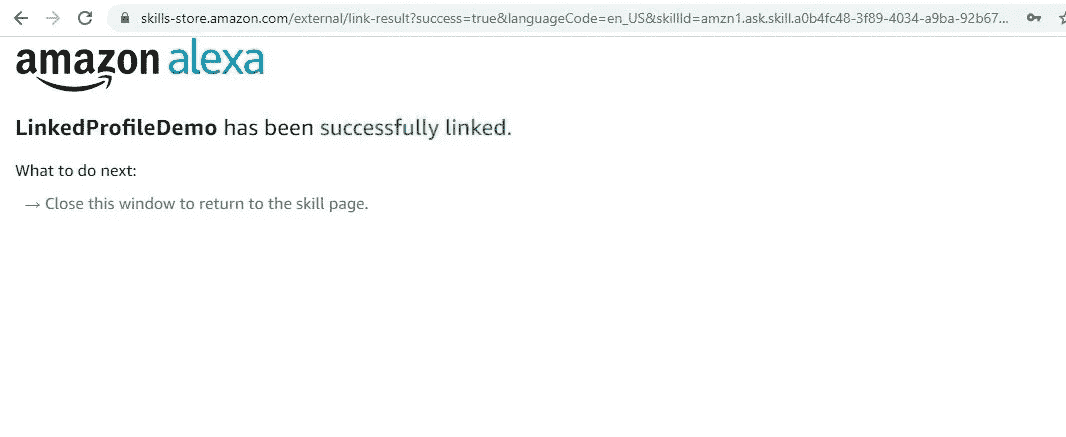 skills-store.amazon.com/external/link-result?success=true&languageCode=en_US&skillId=amzn1.ask.skill.a0b4fc48-3f89-4034-a9ba-92b67...
amazon alexa
LinkedProfileDemo has been successfully linked.
What to do next:
→ Close this window to return to the skill page.